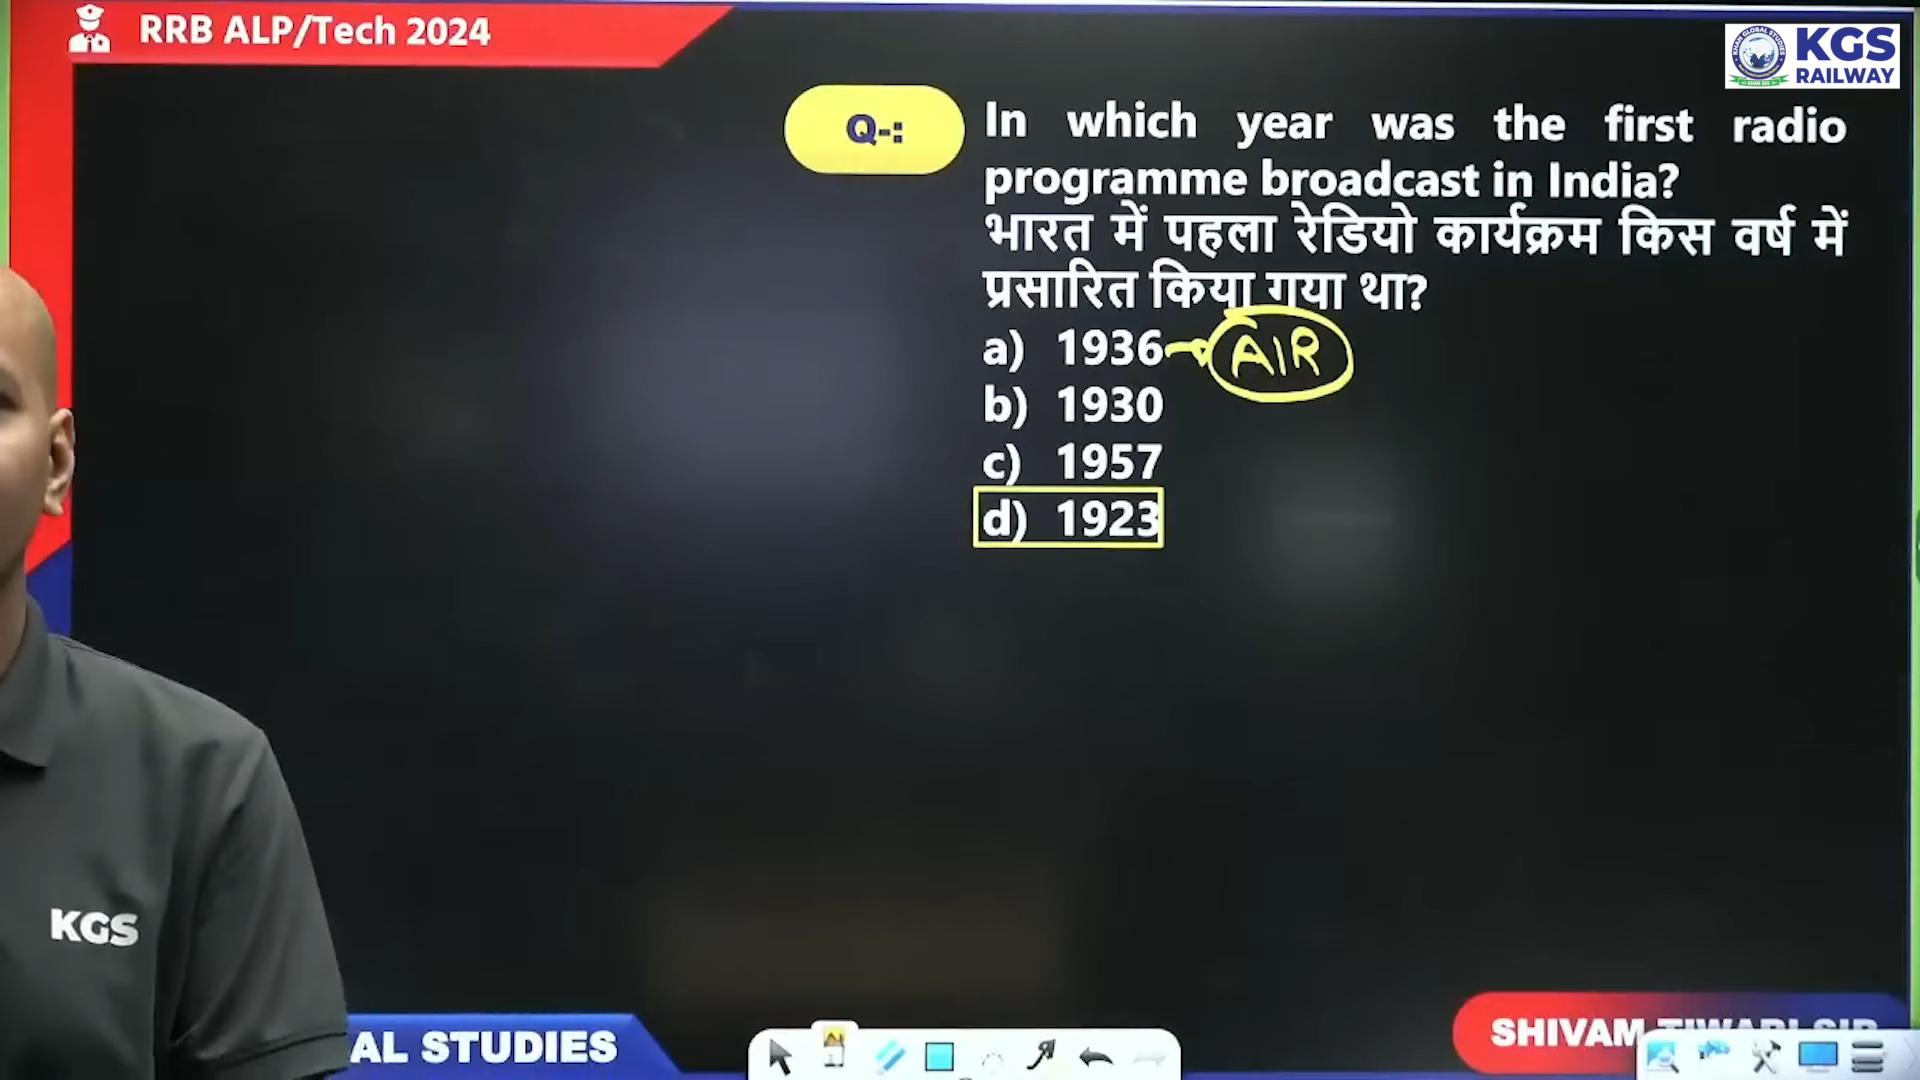 RRB ALP/Tech 2024
KGS
RAILWAY
Q-:
In which year was the first radio
programme broadcast in India?
भारत में पहला रेडियो कार्यक्रम किस वर्ष में
प्रसारित किया गया था?
a) 1936 AIR
b) 1930
c) 1957
d) 1923
KGS
AL STUDIES
SHIVAM TIWARI SIR